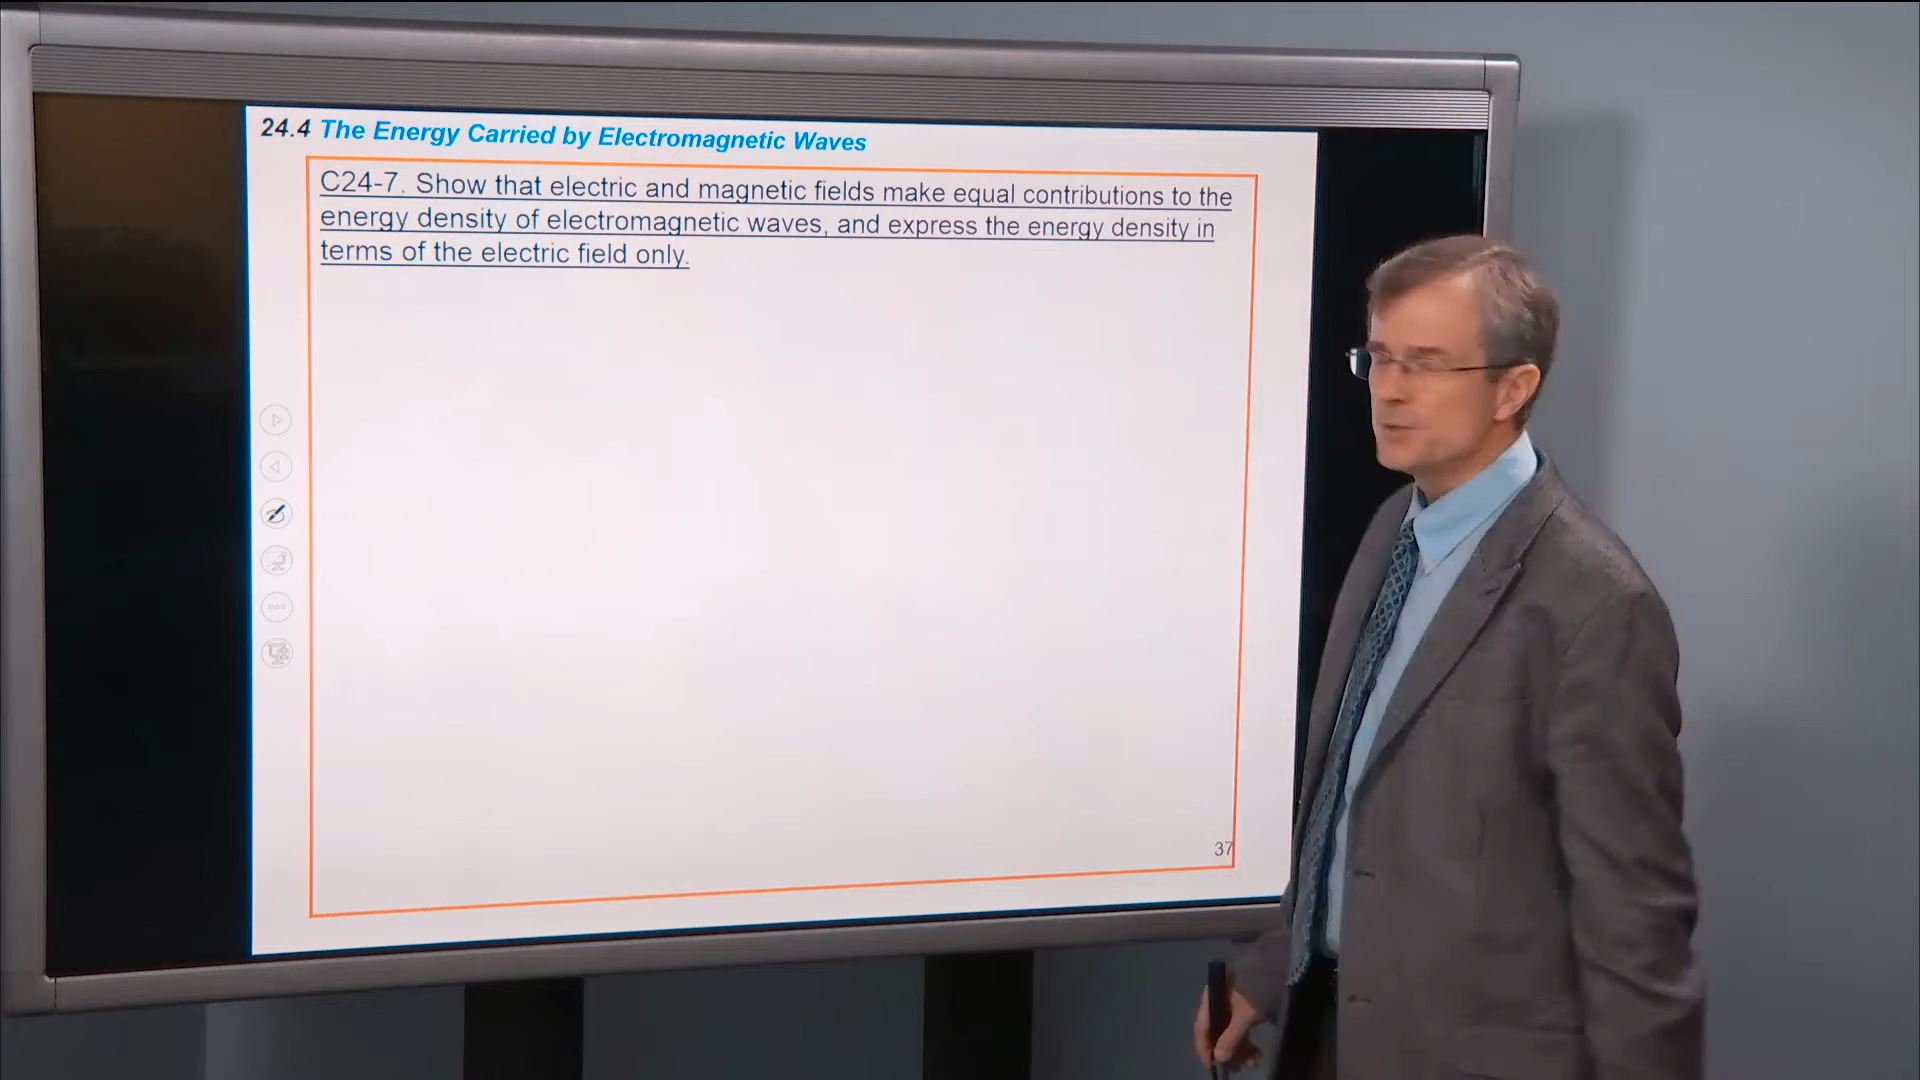 24.4 The Energy Carried by Electromagnetic Waves
C24-7. Show that electric and magnetic fields make equal contributions to the
energy density of electromagnetic waves, and express the energy density in
terms of the electric field only.
37